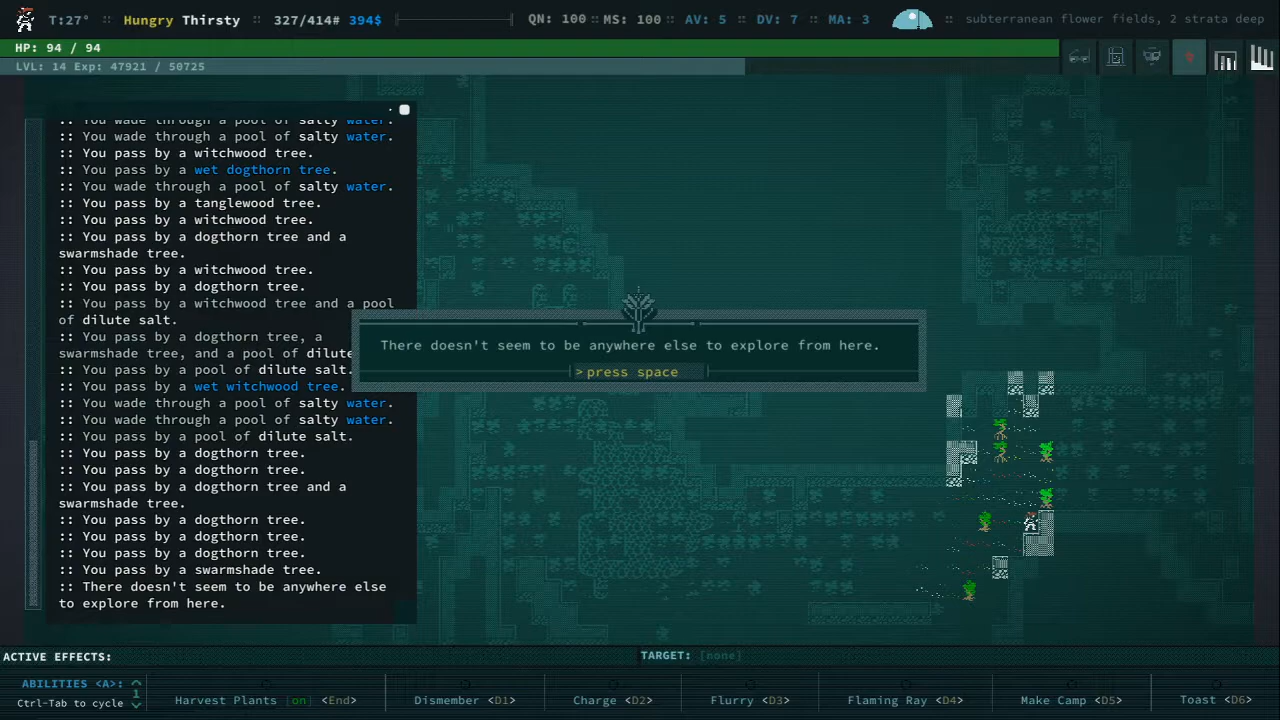 T:27° :: Hungry Thirsty :: 327/414# 394$ QN: 100 :: MS: 100 :: AV: 5 :: DV: 7 :: MA: 3 :: subterranean flower fields, 2 strata deep
HP: 94 / 94
LVL: 14 Exp: 47921 / 50725
:: You wade through a pool of salty water.
:: You wade through a pool of salty water.
:: You pass by a witchwood tree.
:: You pass by a wet dogthorn tree.
:: You wade through a pool of salty water.
:: You pass by a tanglewood tree.
:: You pass by a witchwood tree.
:: You pass by a dogthorn tree and a
swarmshade tree.
:: You pass by a witchwood tree.
:: You pass by a dogthorn tree.
:: You pass by a witchwood tree and a pool
of dilute salt.
:: You pass by a dogthorn tree, a
swarmshade tree, and a pool of dilute
:: You pass by a pool of dilute salt.
:: You pass by a wet witchwood tree.
:: You wade through a pool of salty water.
:: You wade through a pool of salty water.
:: You pass by a pool of dilute salt.
:: You pass by a dogthorn tree.
:: You pass by a dogthorn tree.
:: You pass by a dogthorn tree and a
swarmshade tree.
:: You pass by a dogthorn tree.
:: You pass by a dogthorn tree.
:: You pass by a dogthorn tree.
:: You pass by a swarmshade tree.
:: There doesn't seem to be anywhere else
to explore from here.
There doesn't seem to be anywhere else to explore from here.
> press space
ACTIVE EFFECTS: TARGET: [none]
ABILITIES <A>: 1
Ctrl-Tab to cycle
Harvest Plants [on] <End> Dismember <D1> Charge <D2> Flurry <D3> Flaming Ray <D4> Make Camp <D5> Toast <D6>